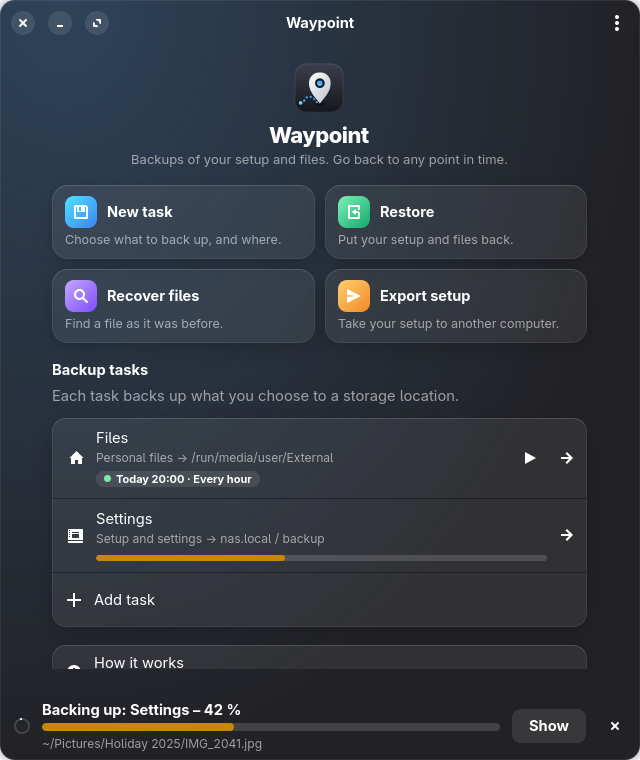 Waypoint
Waypoint
Backups of your setup and files. Go back to any point in time.
New task
Choose what to back up, and where.
Restore
Put your setup and files back.
Recover files
Find a file as it was before.
Export setup
Take your setup to another computer.
Backup tasks
Each task backs up what you choose to a storage location.
Files
Personal files → /run/media/user/External
Today 20:00 · Every hour
Settings
Setup and settings → nas.local / backup
Add task
How it works
Backing up: Settings – 42 %
~/Pictures/Holiday 2025/IMG_2041.jpg
Show